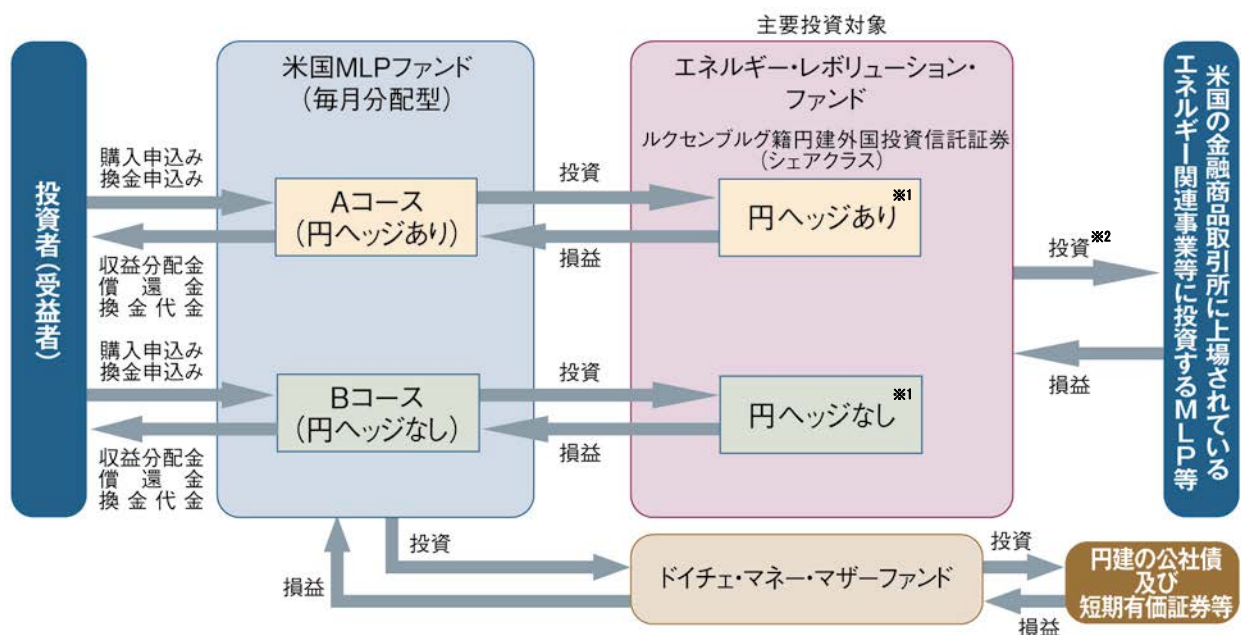 主要投資対象
投資者（受益者）
購入申込み
換金申込み
収益分配金
償還金
換金代金
購入申込み
換金申込み
収益分配金
償還金
換金代金
米国MLPファンド
（毎月分配型）
Aコース
（円ヘッジあり）
Bコース
（円ヘッジなし）
投資
損益
投資
損益
エネルギー・レボリューション・
ファンド
ルクセンブルグ籍円建外国投資信託証券
（シェアクラス）
※1
円ヘッジあり
※1
円ヘッジなし
投資※2
損益
米国の金融商品取引所に上場されている
エネルギー関連事業等に投資するMLP等
投資
損益
ドイチェ・マネー・マザーファンド
投資
損益
円建の公社債
及び
短期有価証券等